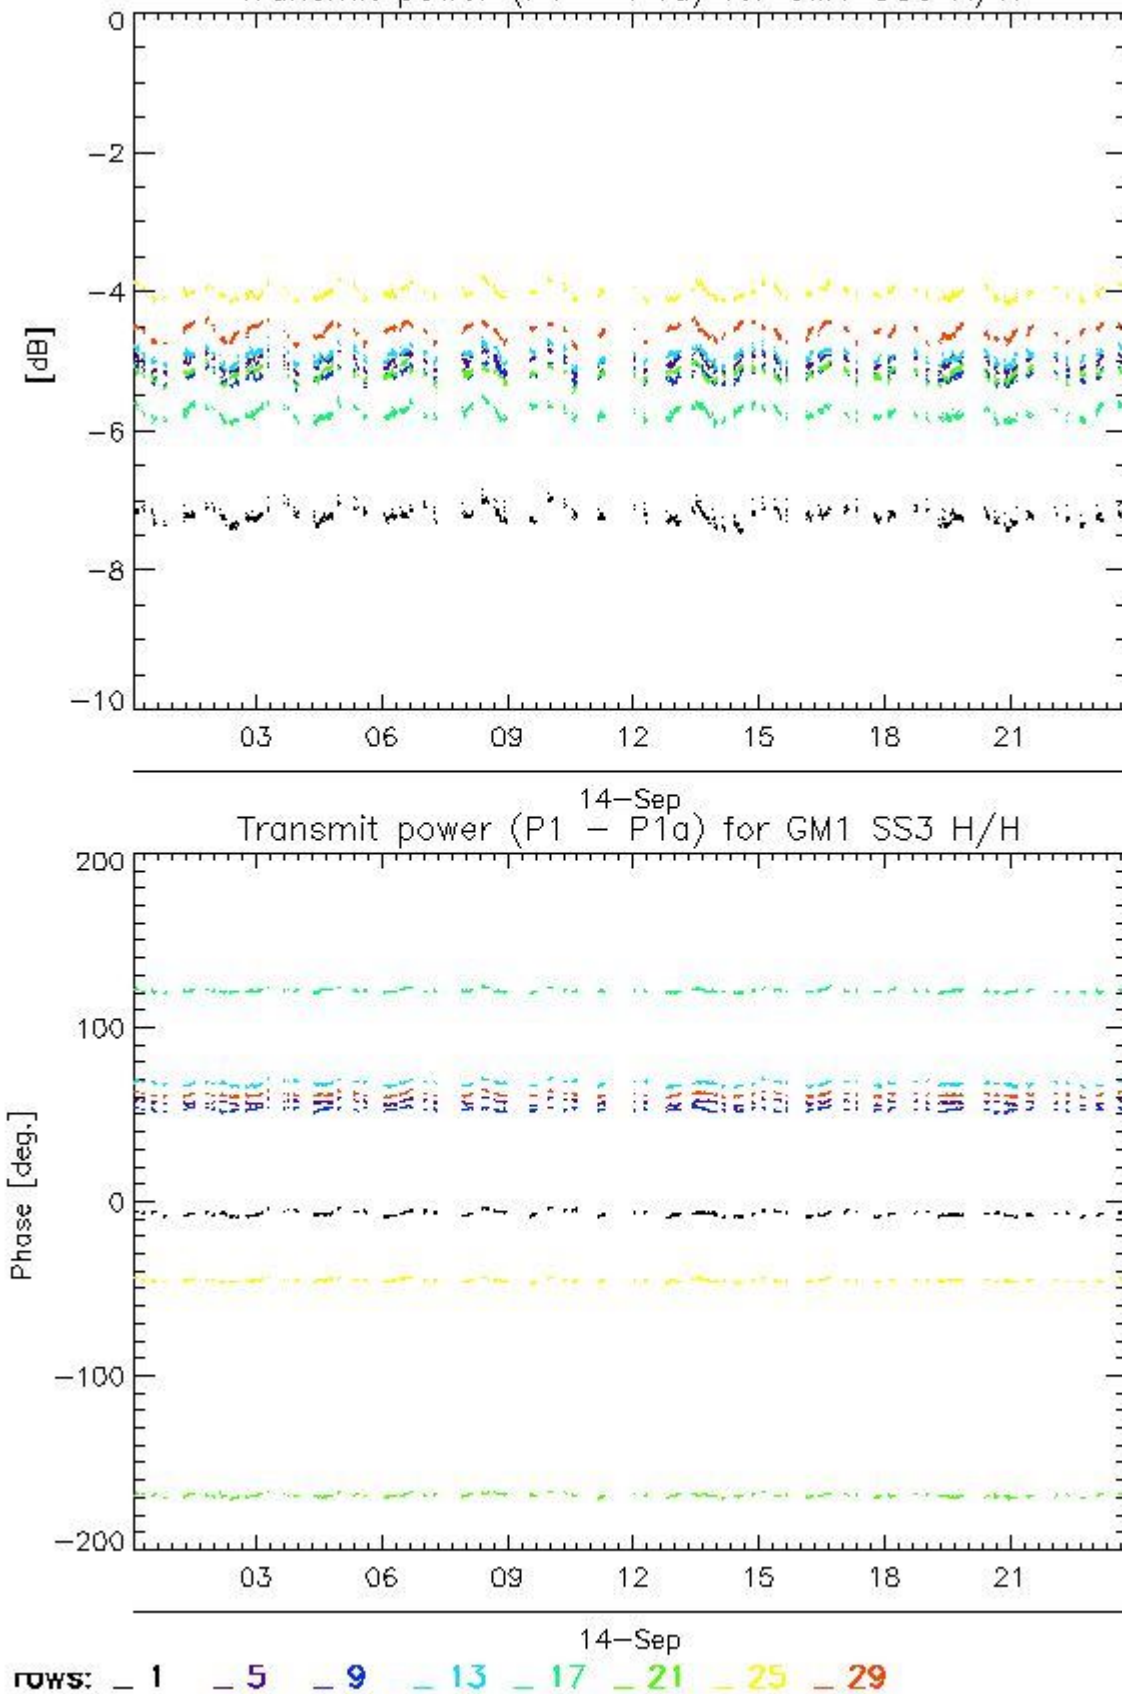 0
−2
−4
[dB]
−6
−8
−10
03 06 09 12 15 18 21
14−Sep
Transmit power (P1 − P1a) for GM1 SS3 H/H
200
100
0
Phase [deg.]
−100
−200
03 06 09 12 15 18 21
14−Sep
rows: _ 1 _ 5 _ 9 _ 13 _ 17 _ 21 _ 25 _ 29